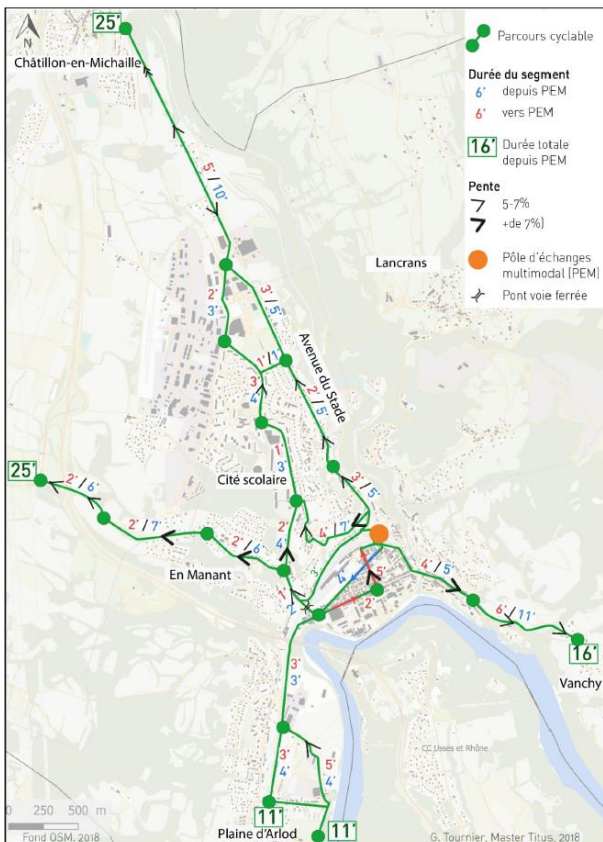 25'
N
Châtillon-en-Michaille
Parcours cyclable
Durée du segment
6' depuis PEM
6' vers PEM
16' Durée totale
depuis PEM
Pente
5-7%
+de 7%)
Pôle d'échanges
multimodal (PEM)
Pont voie ferrée
5'/10'
Lancrans
2'
3'
3'/5'
Avenue du Stade
1'/1'
3'
4'
2'/5'
1'
3'
25'
Cité scolaire
3'/5'
2'/6'
2'/7'
2'/6'
2'
4'
4'/7'
En Manant
1'
2'
3'
4'
5'
2'
4'/5'
6'/11'
16'
Vanchy
3'
3'
3'
4'
5'
4'
CC Usses et Rhône
11'
11'
0 500 m
Fond OSM, 2018
Plaine d'Arlod
G. Tournier, Master Titus, 2018